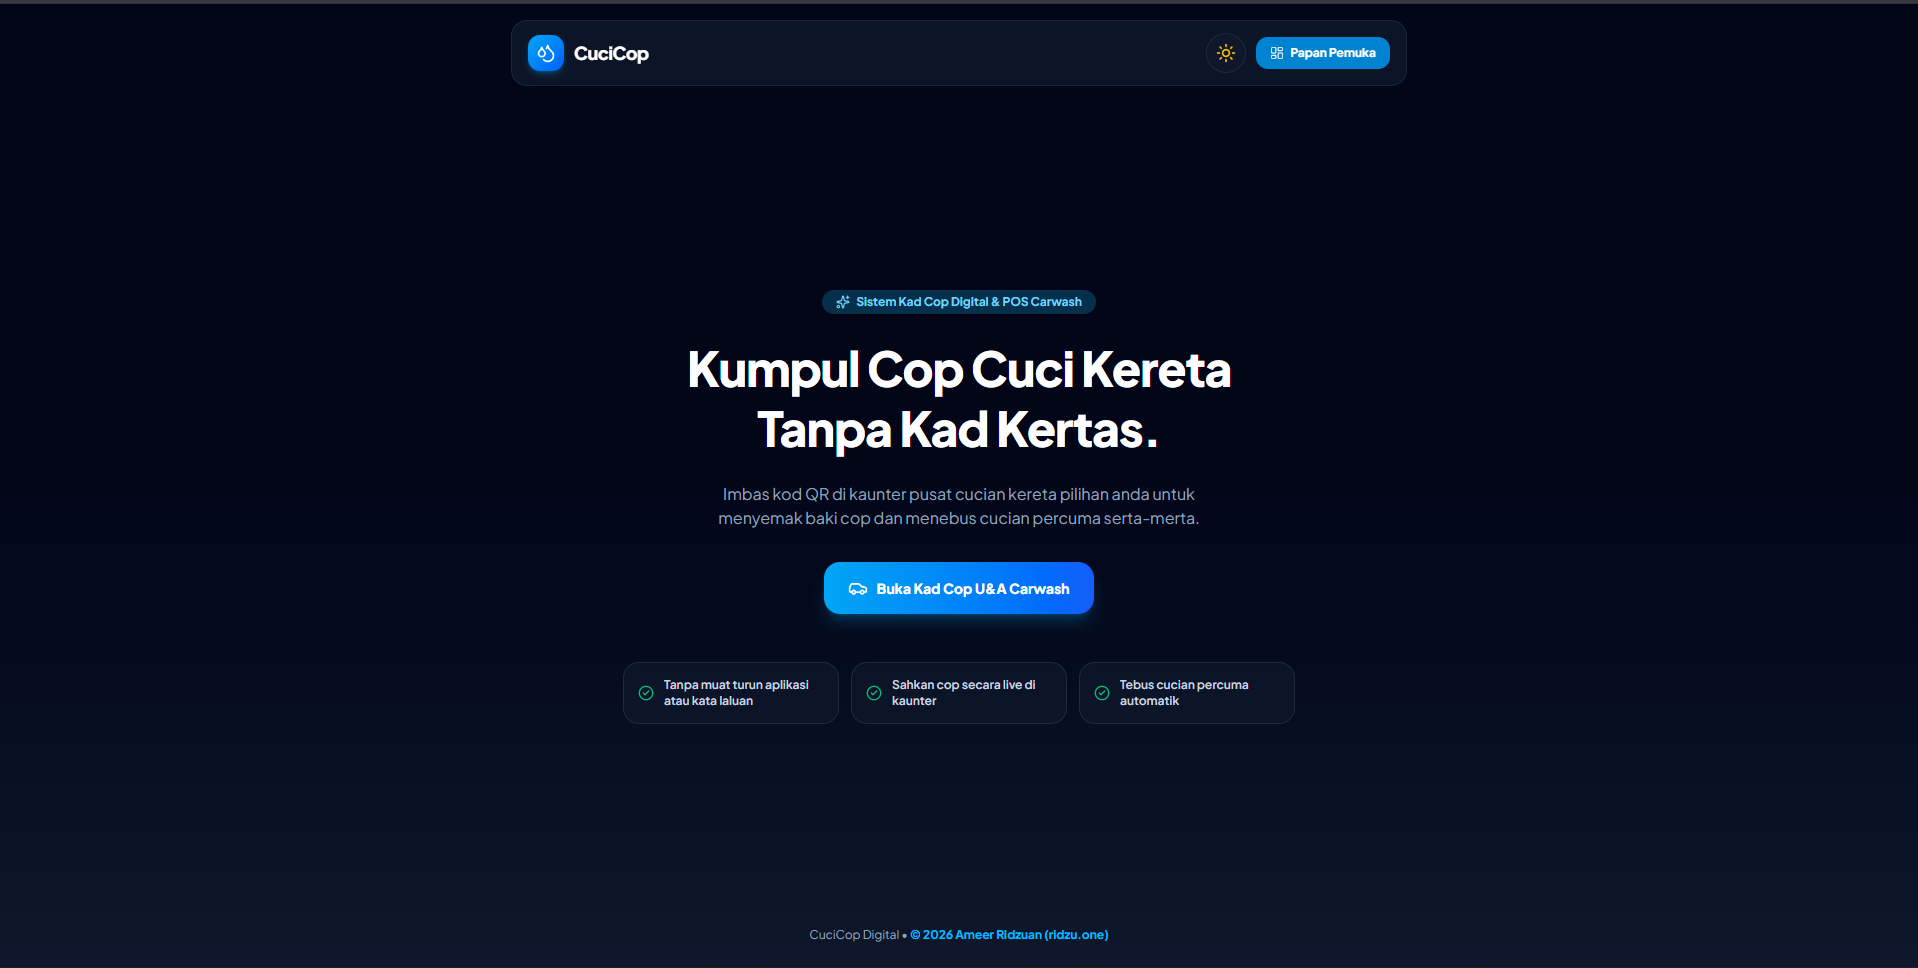 CuciCop
Papan Pemuka
Sistem Kad Cop Digital & POS Carwash
Kumpul Cop Cuci Kereta
Tanpa Kad Kertas.
Imbas kod QR di kaunter pusat cucian kereta pilihan anda untuk
menyemak baki cop dan menebus cucian percuma serta-merta.
Buka Kad Cop U&A Carwash
Tanpa muat turun aplikasi
atau kata laluan
Sahkan cop secara live di
kaunter
Tebus cucian percuma
automatik
CuciCop Digital • © 2026 Ameer Ridzuan (ridzu.one)